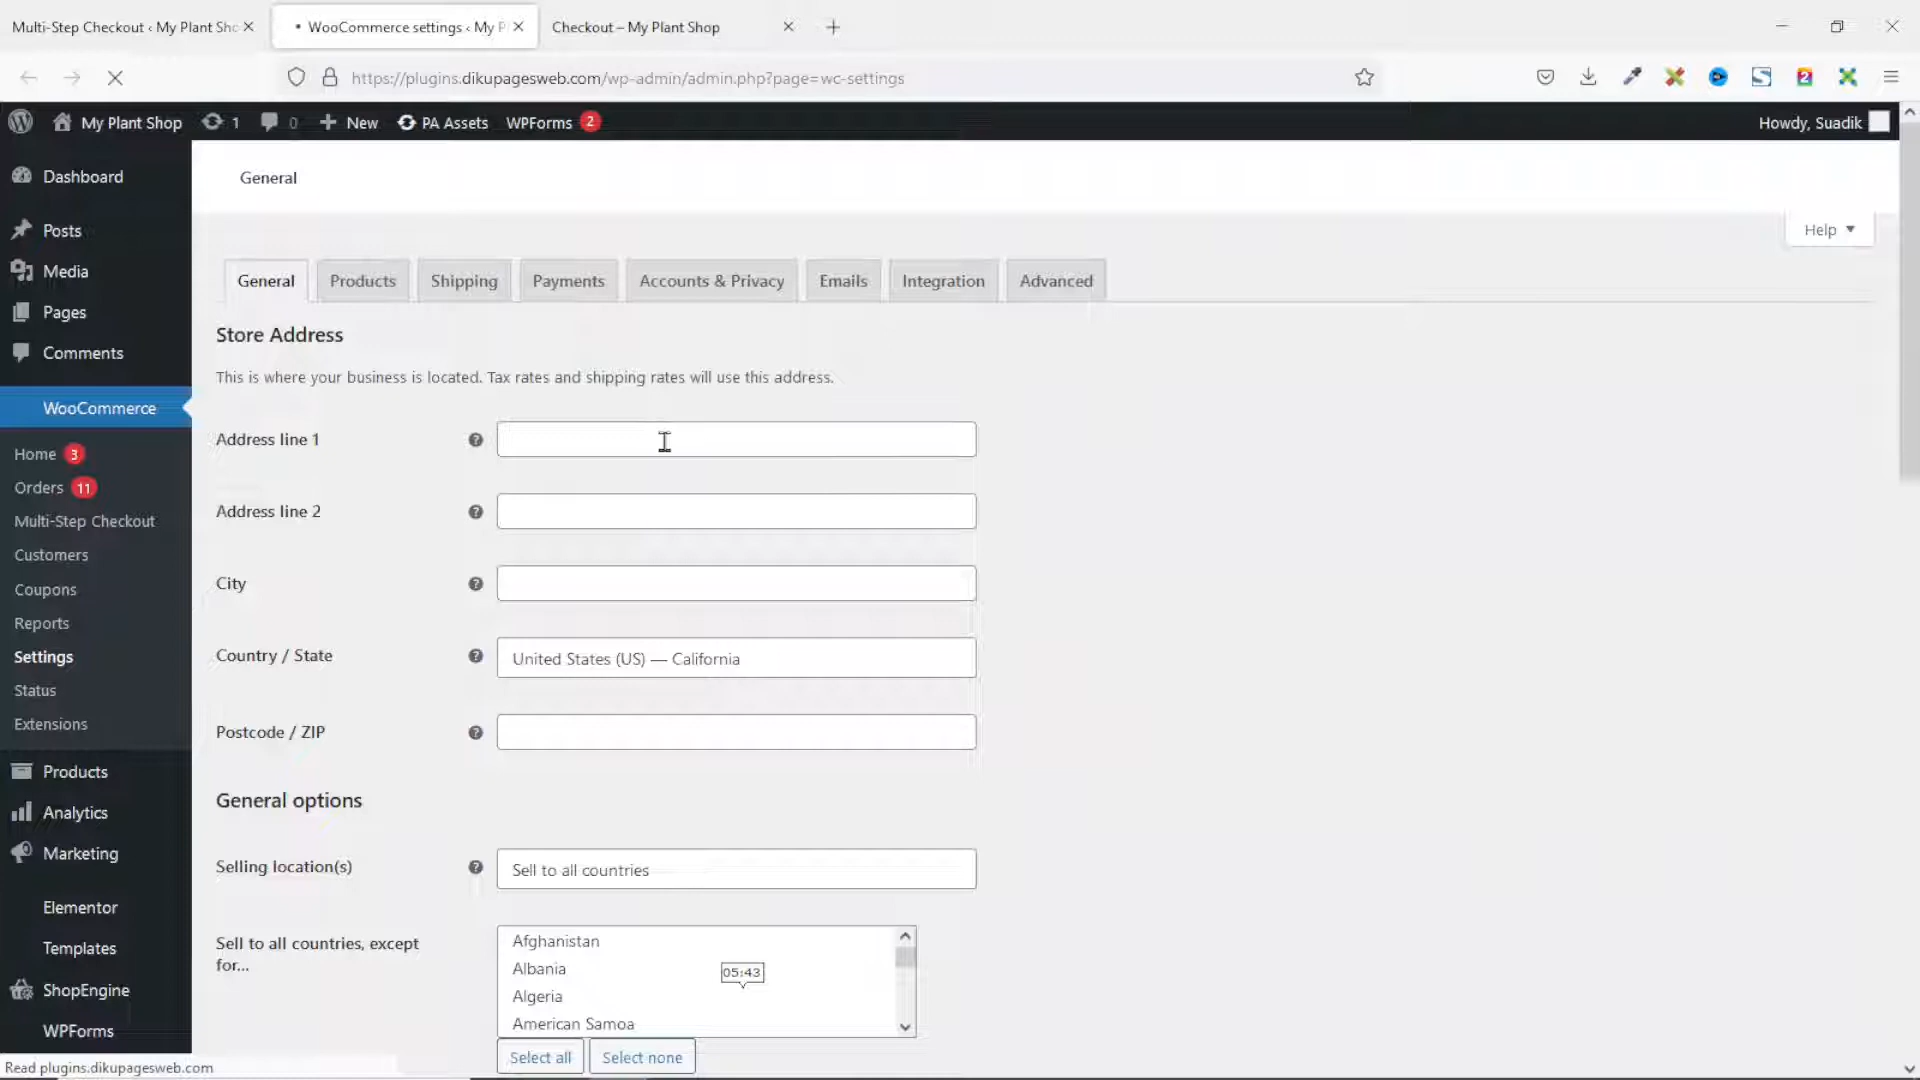 Multi-Step Checkout ‹ My Plant Sho
WooCommerce settings ‹ My P
Checkout – My Plant Shop
https://plugins.dikupagesweb.com/wp-admin/admin.php?page=wc-settings
My Plant Shop
1
0
New
PA Assets
WPForms 2
Howdy, Suadik
Dashboard
Posts
Media
Pages
Comments
WooCommerce
Home 3
Orders 11
Multi-Step Checkout
Customers
Coupons
Reports
Settings
Status
Extensions
Products
Analytics
Marketing
Elementor
Templates
ShopEngine
WPForms
Read plugins.dikupagesweb.com
General
Help
General
Products
Shipping
Payments
Accounts & Privacy
Emails
Integration
Advanced
Store Address
This is where your business is located. Tax rates and shipping rates will use this address.
Address line 1
Address line 2
City
Country / State
United States (US) — California
Postcode / ZIP
General options
Selling location(s)
Sell to all countries
Sell to all countries, except
for...
Afghanistan
Albania
Algeria
American Samoa
05:43
Select all
Select none